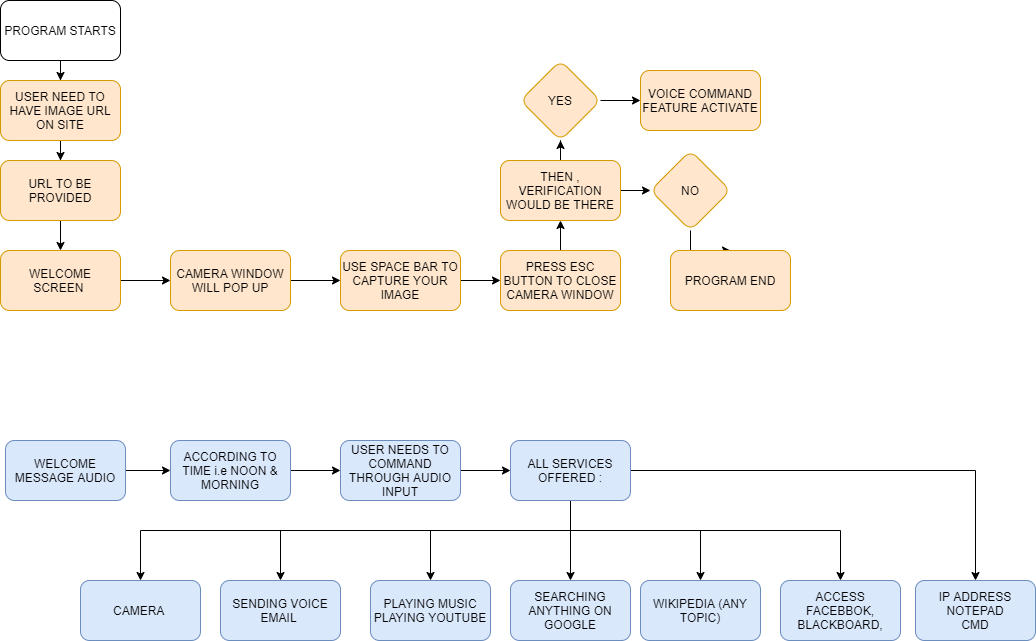 PROGRAM STARTS
USER NEED TO
HAVE IMAGE URL
ON SITE
URL TO BE
PROVIDED
WELCOME
SCREEN
CAMERA WINDOW
WILL POP UP
USE SPACE BAR TO
CAPTURE YOUR
IMAGE
PRESS ESC
BUTTON TO CLOSE
CAMERA WINDOW
THEN ,
VERIFICATION
WOULD BE THERE
YES
VOICE COMMAND
FEATURE ACTIVATE
NO
PROGRAM END
WELCOME
MESSAGE AUDIO
ACCORDING TO
TIME i.e NOON &
MORNING
USER NEEDS TO
COMMAND
THROUGH AUDIO
INPUT
ALL SERVICES
OFFERED :
CAMERA
SENDING VOICE
EMAIL
PLAYING MUSIC
PLAYING YOUTUBE
SEARCHING
ANYTHING ON
GOOGLE
WIKIPEDIA (ANY
TOPIC)
ACCESS
FACEBBOK,
BLACKBOARD,
IP ADDRESS
NOTEPAD
CMD